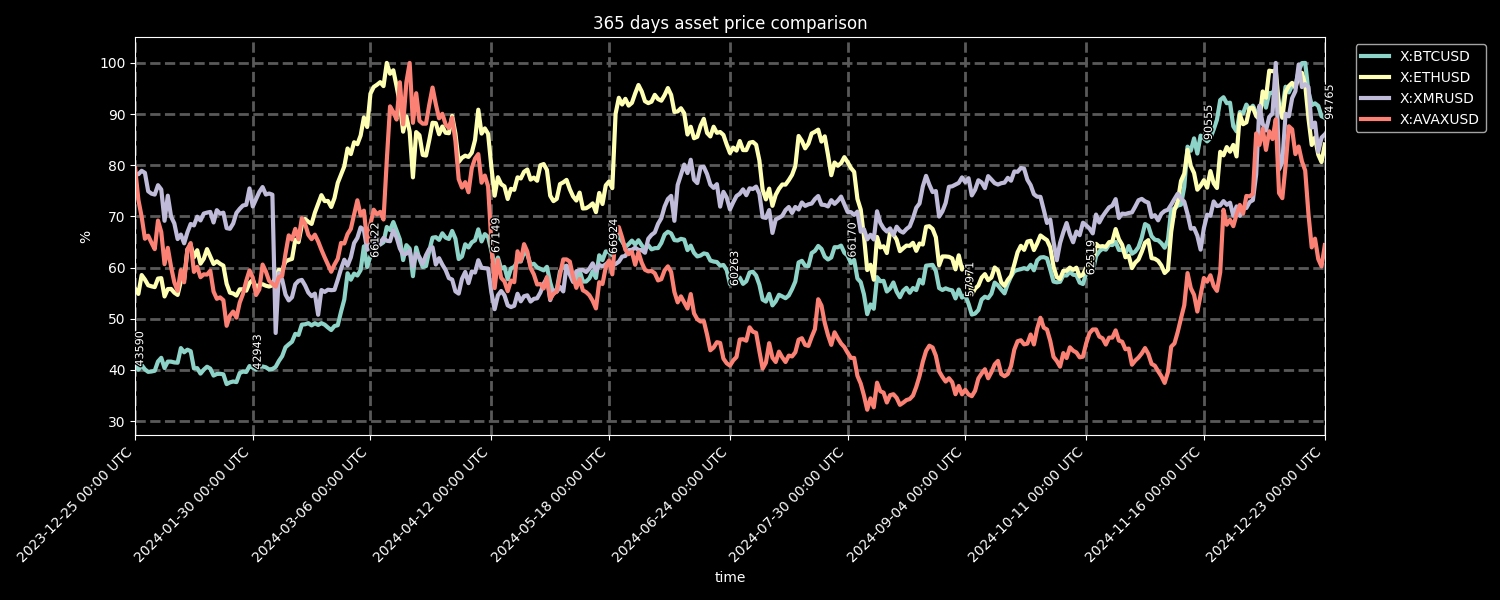 365 days asset price comparison
X:BTCUSD
X:ETHUSD
X:XMRUSD
X:AVAXUSD
%
100
90
80
70
60
50
40
30
43590
42943
66122
67149
66924
60263
66170
57971
62519
90555
94765
2023-12-25 00:00 UTC
2024-01-30 00:00 UTC
2024-03-06 00:00 UTC
2024-04-12 00:00 UTC
2024-05-18 00:00 UTC
2024-06-24 00:00 UTC
2024-07-30 00:00 UTC
2024-09-04 00:00 UTC
2024-10-11 00:00 UTC
2024-11-16 00:00 UTC
2024-12-23 00:00 UTC
time